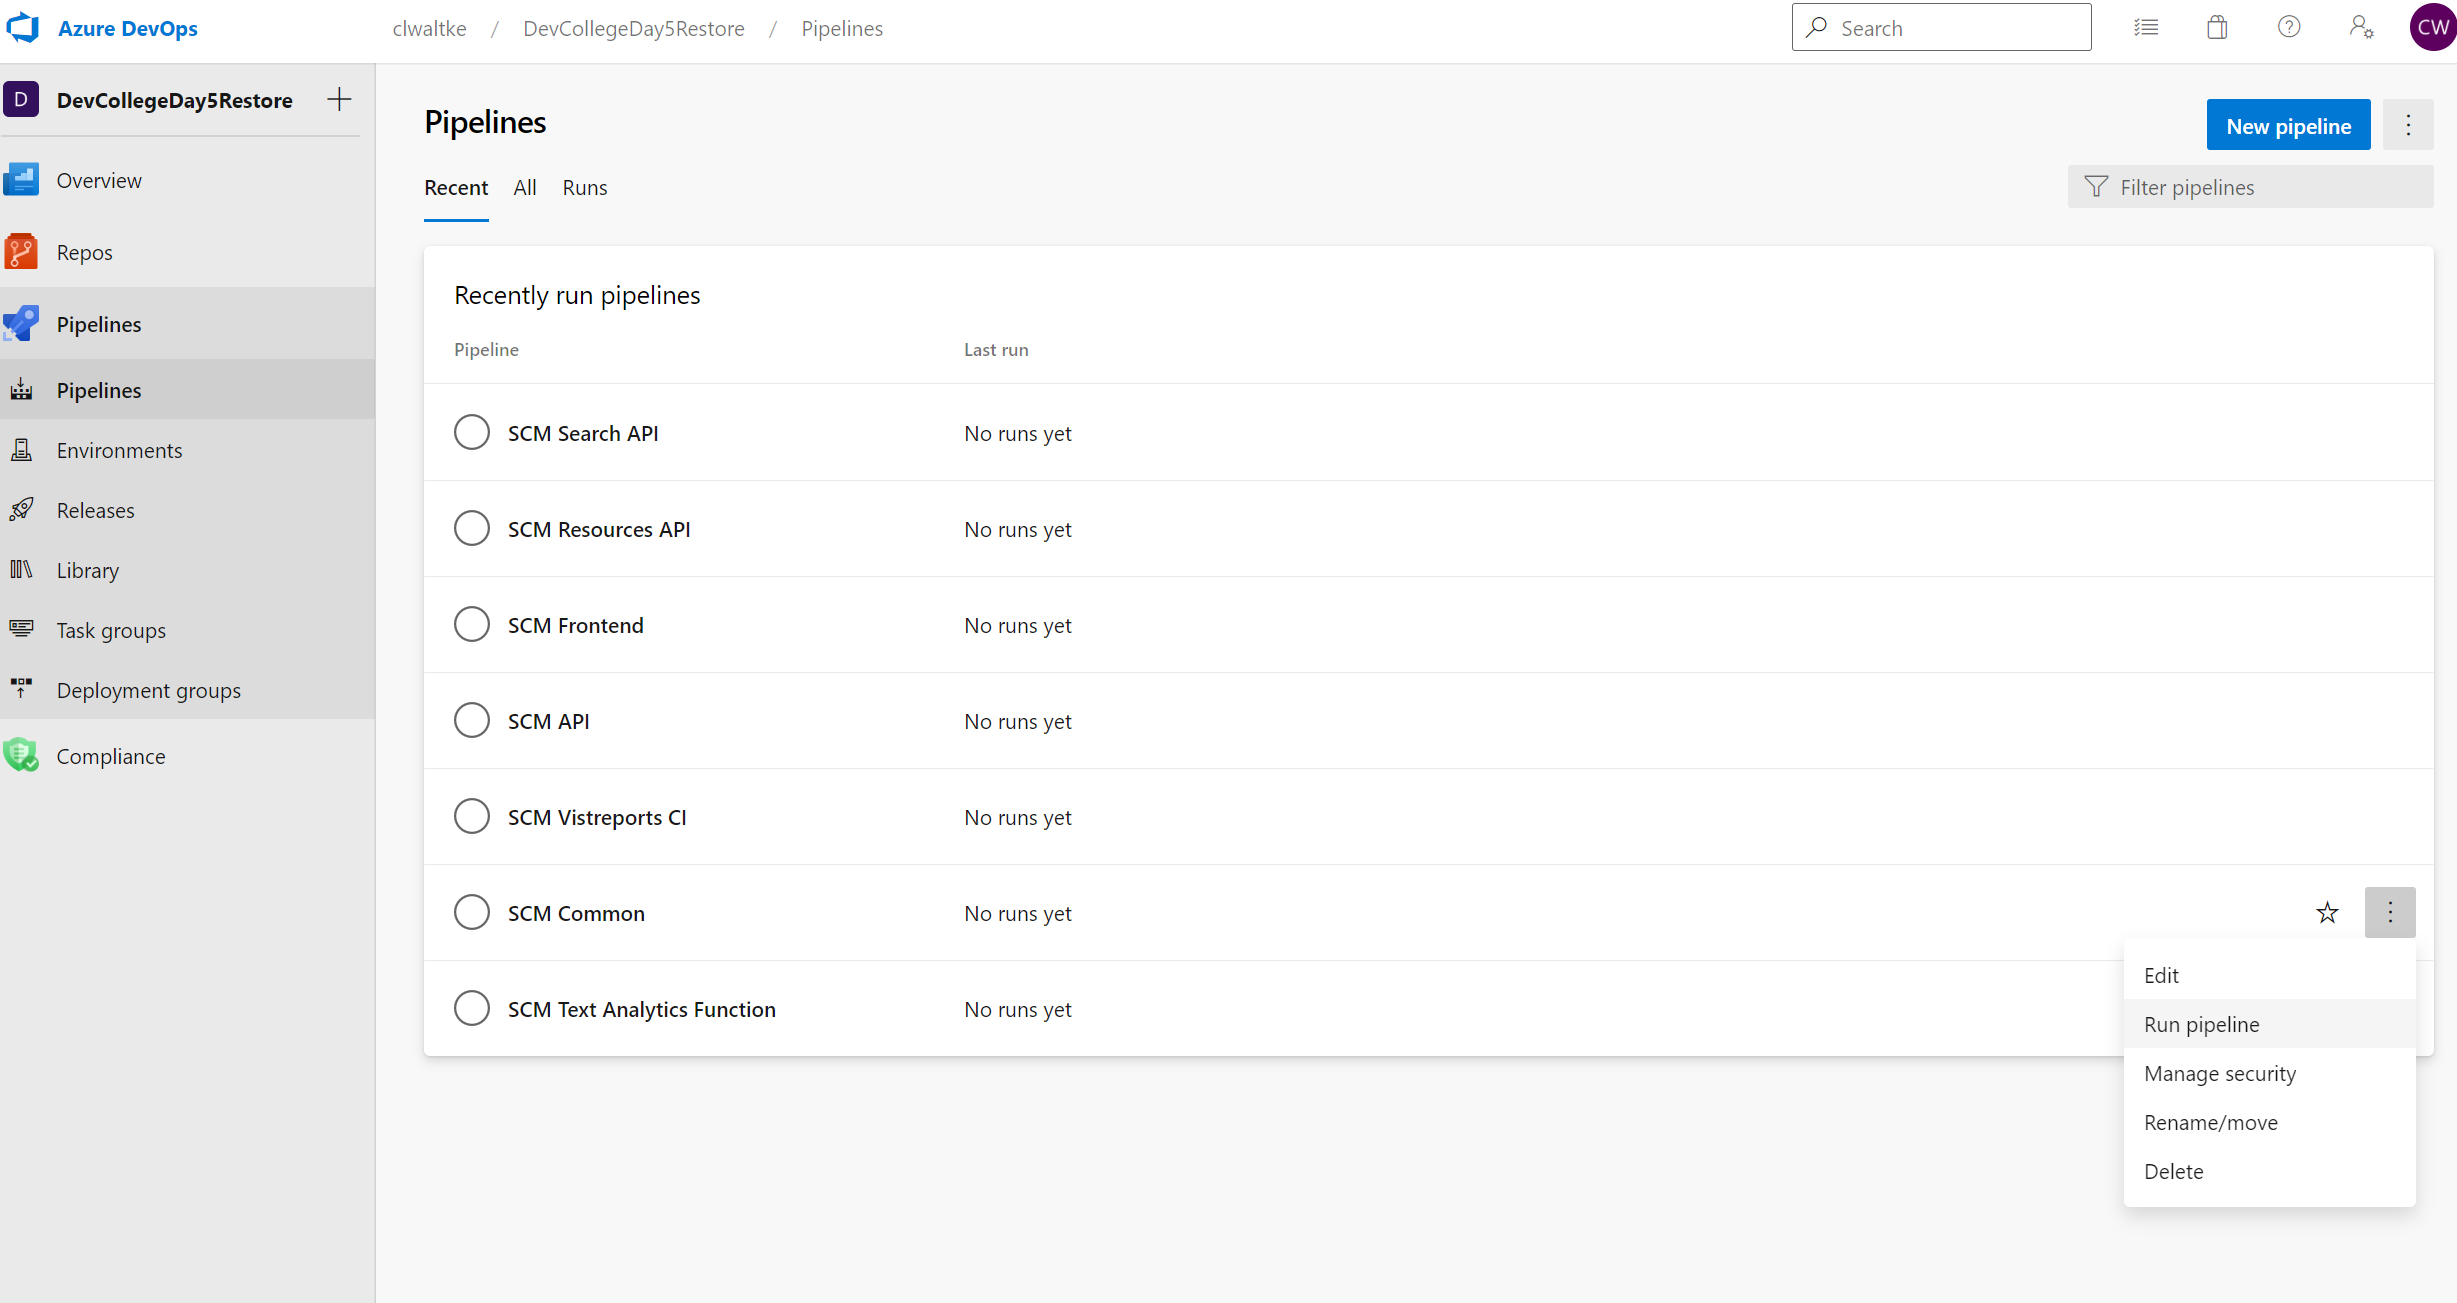 Azure DevOps
clwaltke / DevCollegeDay5Restore / Pipelines
Search
CW
D DevCollegeDay5Restore
Overview
Repos
Pipelines
Pipelines
Environments
Releases
Library
Task groups
Deployment groups
Compliance
Pipelines
New pipeline
Recent All Runs
Filter pipelines
Recently run pipelines
Pipeline Last run
SCM Search API No runs yet
SCM Resources API No runs yet
SCM Frontend No runs yet
SCM API No runs yet
SCM Vistreports CI No runs yet
SCM Common No runs yet
SCM Text Analytics Function No runs yet
Edit
Run pipeline
Manage security
Rename/move
Delete